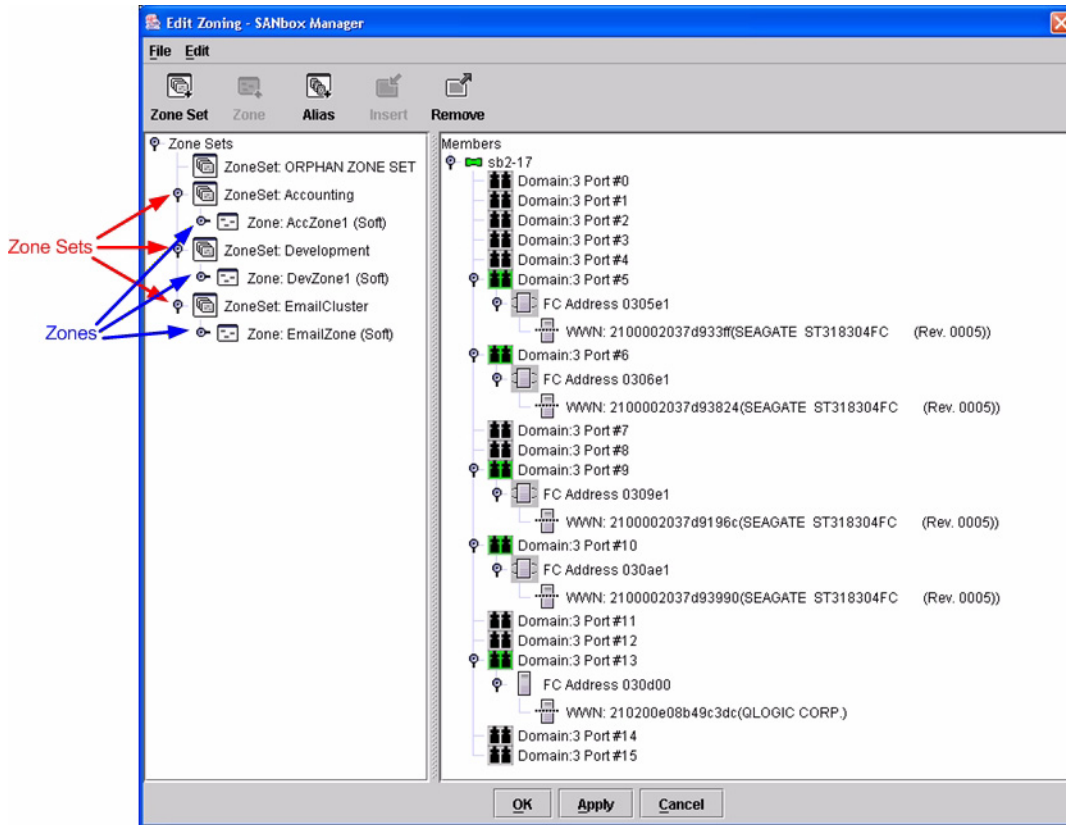 Edit Zoning - SANbox Manager
File Edit
Zone Set Zone Alias Insert Remove
Zone Sets
ZoneSet: ORPHAN ZONE SET
ZoneSet: Accounting
Zone: AccZone1 (Soft)
ZoneSet: Development
Zone: DevZone1 (Soft)
ZoneSet: EmailCluster
Zone: EmailZone (Soft)
Zone Sets
Zones
Members
sb2-17
Domain:3 Port#0
Domain:3 Port#1
Domain:3 Port#2
Domain:3 Port#3
Domain:3 Port#4
Domain:3 Port#5
FC Address 0305e1
WWN: 2100002037d933ff(SEAGATE ST318304FC (Rev. 0005))
Domain:3 Port#6
FC Address 0306e1
WWN: 2100002037d93824(SEAGATE ST318304FC (Rev. 0005))
Domain:3 Port#7
Domain:3 Port#8
Domain:3 Port#9
FC Address 0309e1
WWN: 2100002037d9196c(SEAGATE ST318304FC (Rev. 0005))
Domain:3 Port#10
FC Address 030ae1
WWN: 2100002037d93990(SEAGATE ST318304FC (Rev. 0005))
Domain:3 Port#11
Domain:3 Port#12
Domain:3 Port#13
FC Address 030d00
WWN: 210200e08b49c3dc(QLOGIC CORP.)
Domain:3 Port#14
Domain:3 Port#15
OK Apply Cancel